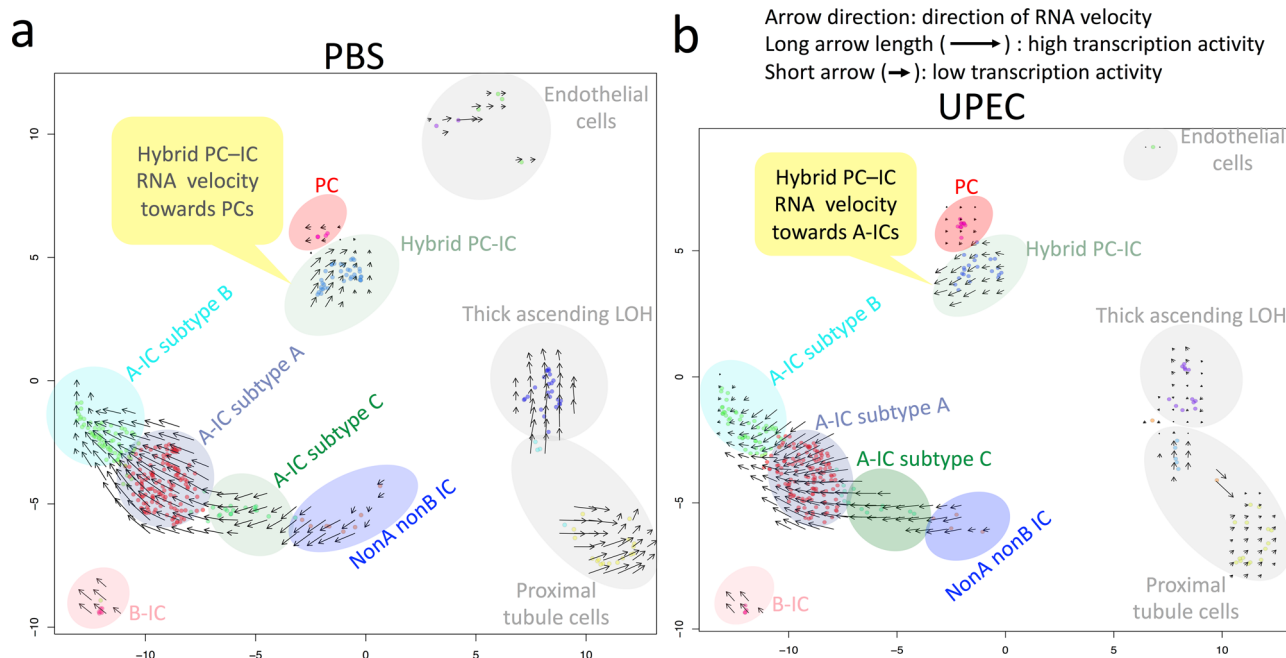 a
PBS
Endothelial
cells
Hybrid PC–IC
RNA velocity
towards PCs
PC
Hybrid PC-IC
A-IC subtype B
Thick ascending LOH
A-IC subtype A
A-IC subtype C
NonA nonB IC
B-IC
Proximal
tubule cells
10
5
0
−5
−10
−10
−5
0
5
10
b
Arrow direction: direction of RNA velocity
Long arrow length ( ) : high transcription activity
Short arrow ( ): low transcription activity
UPEC
Endothelial
cells
Hybrid PC–IC
RNA velocity
towards A-ICs
PC
Hybrid PC-IC
A-IC subtype B
Thick ascending LOH
A-IC subtype A
A-IC subtype C
NonA nonB IC
B-IC
Proximal
tubule cells
5
0
−5
−10
−10
−5
0
5
10